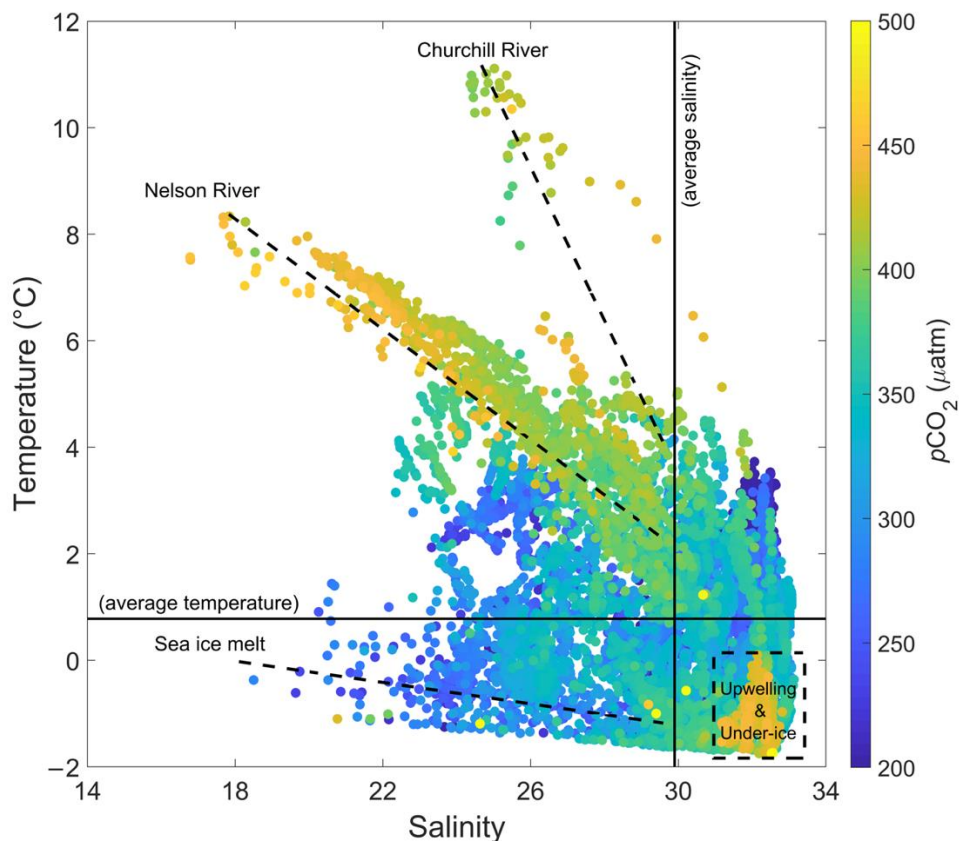 12
10
8
6
4
2
0
−2
14
18
22
26
30
34
Temperature (°C)
Salinity
Churchill River
Nelson River
(average salinity)
(average temperature)
Sea ice melt
Upwelling
&
Under-ice
500
450
400
350
300
250
200
pCO₂ (μatm)